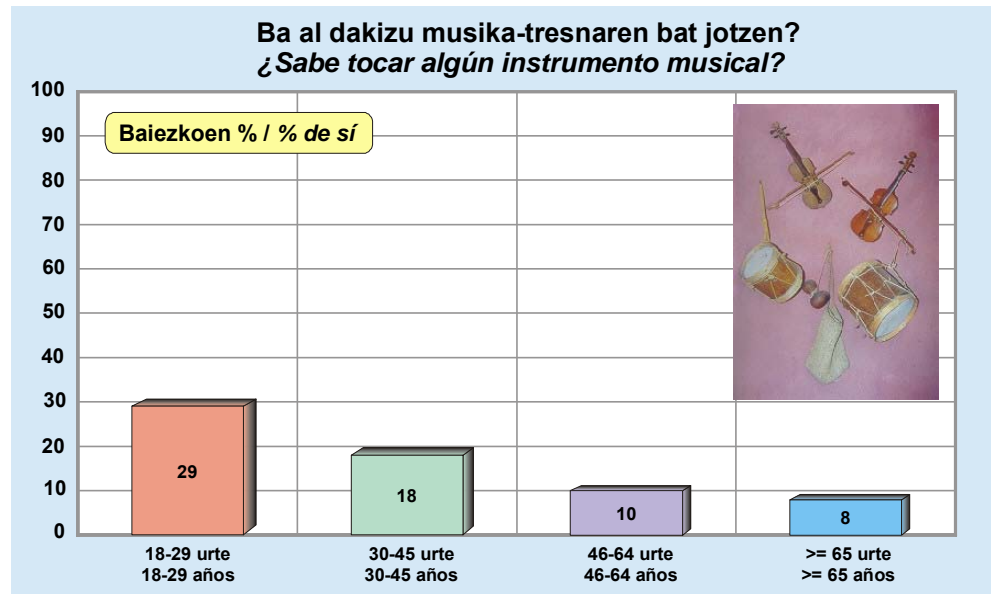 Ba al dakizu musika-tresnaren bat jotzen?
¿Sabe tocar algún instrumento musical?
100
90
80
70
60
50
40
30
20
10
0
Baiezkoen % / % de sí
29
18
10
8
18-29 urte
18-29 años
30-45 urte
30-45 años
46-64 urte
46-64 años
>= 65 urte
>= 65 años